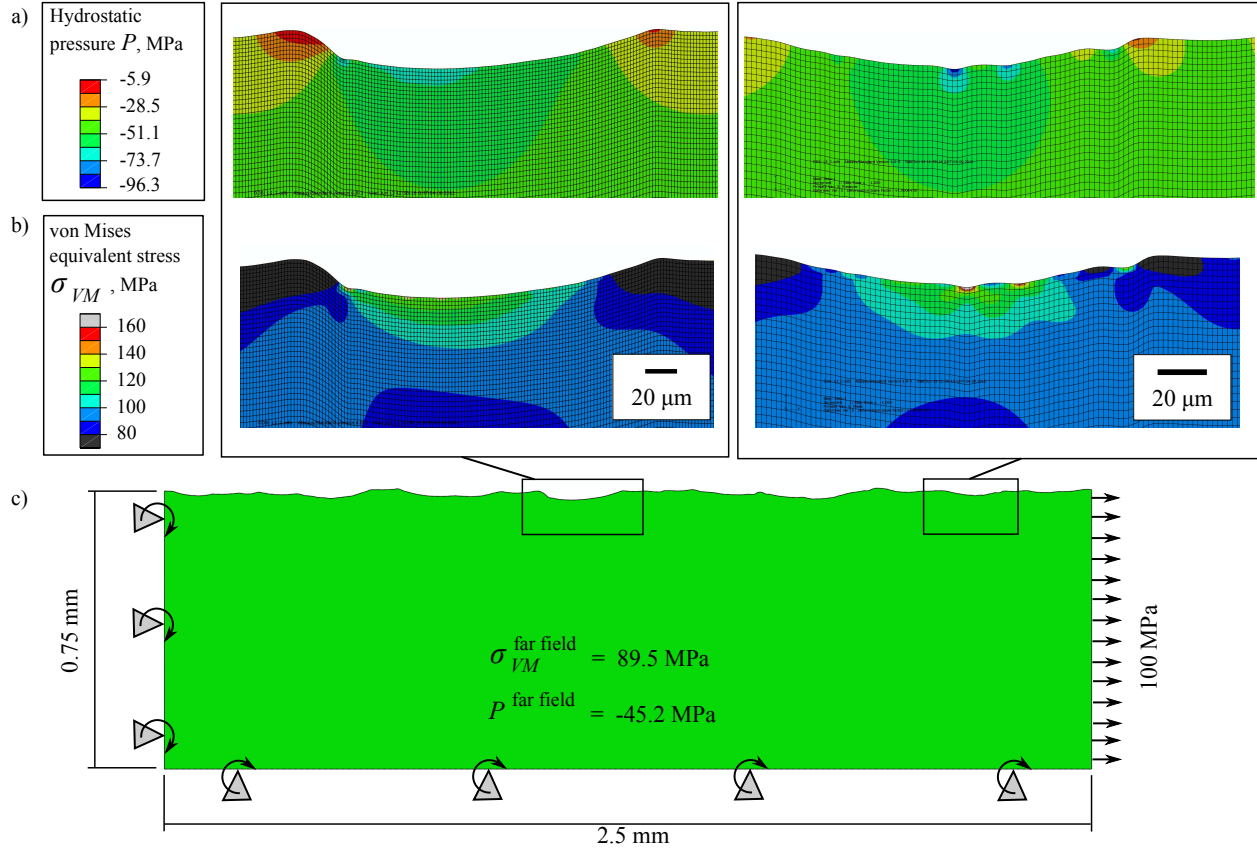 a)
Hydrostatic
pressure P, MPa
-5.9
-28.5
-51.1
-73.7
-96.3
b)
von Mises
equivalent stress
σ VM , MPa
160
140
120
100
80
20 μm
20 μm
c)
0.75 mm
σ VM far field = 89.5 MPa
P far field = -45.2 MPa
100 MPa
2.5 mm